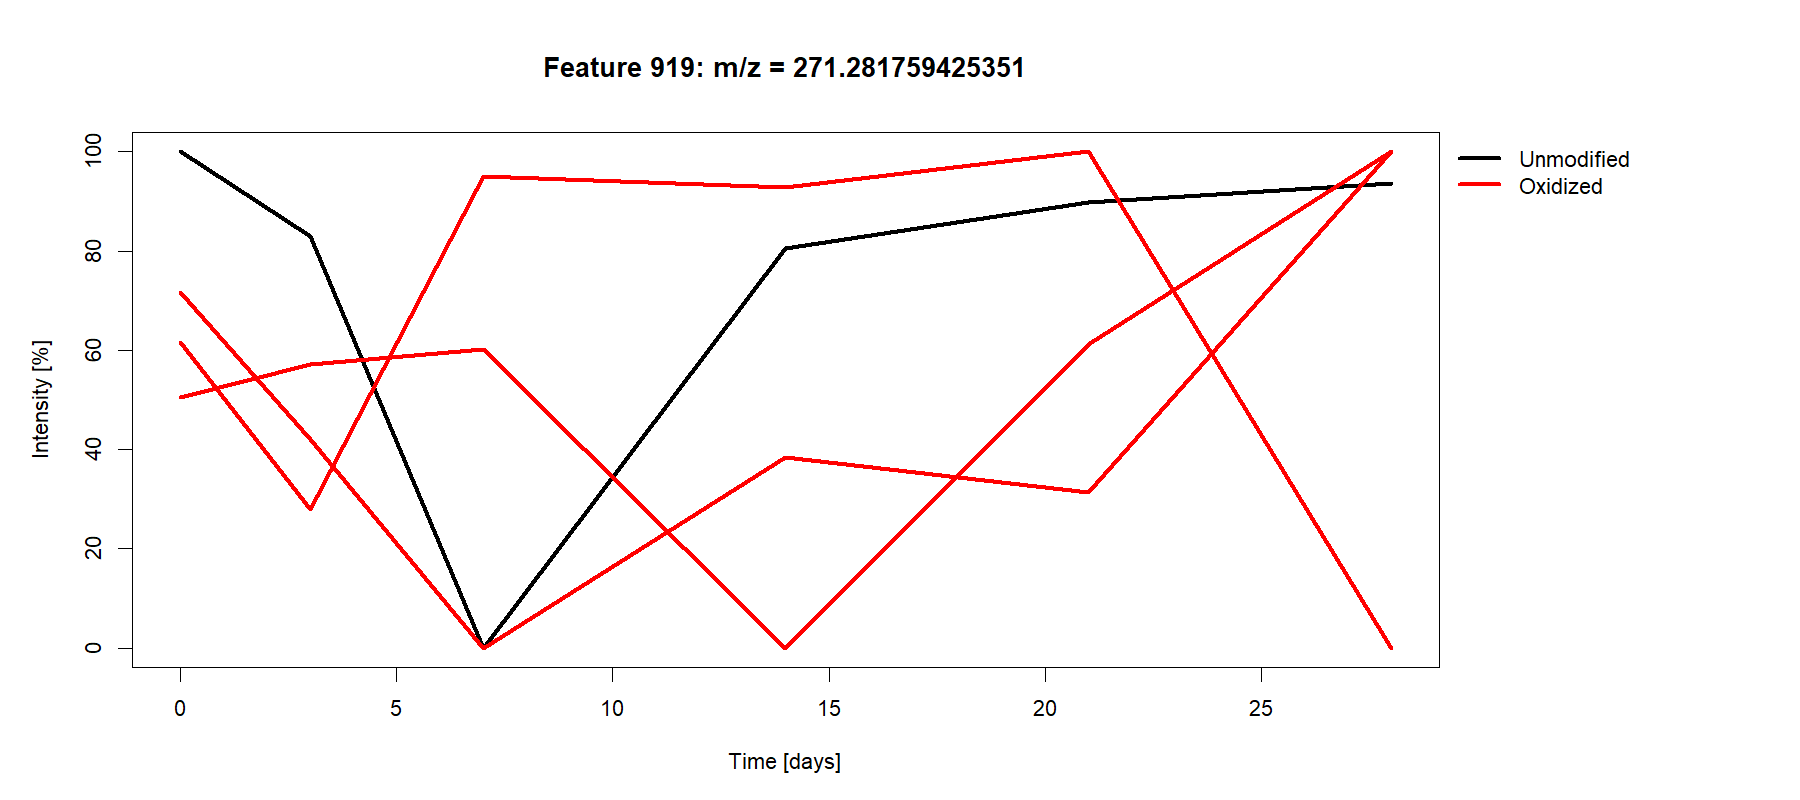 Feature 919: m/z = 271.281759425351
Unmodified
Oxidized
Intensity [%]
100
80
60
40
20
0
0 5 10 15 20 25
Time [days]